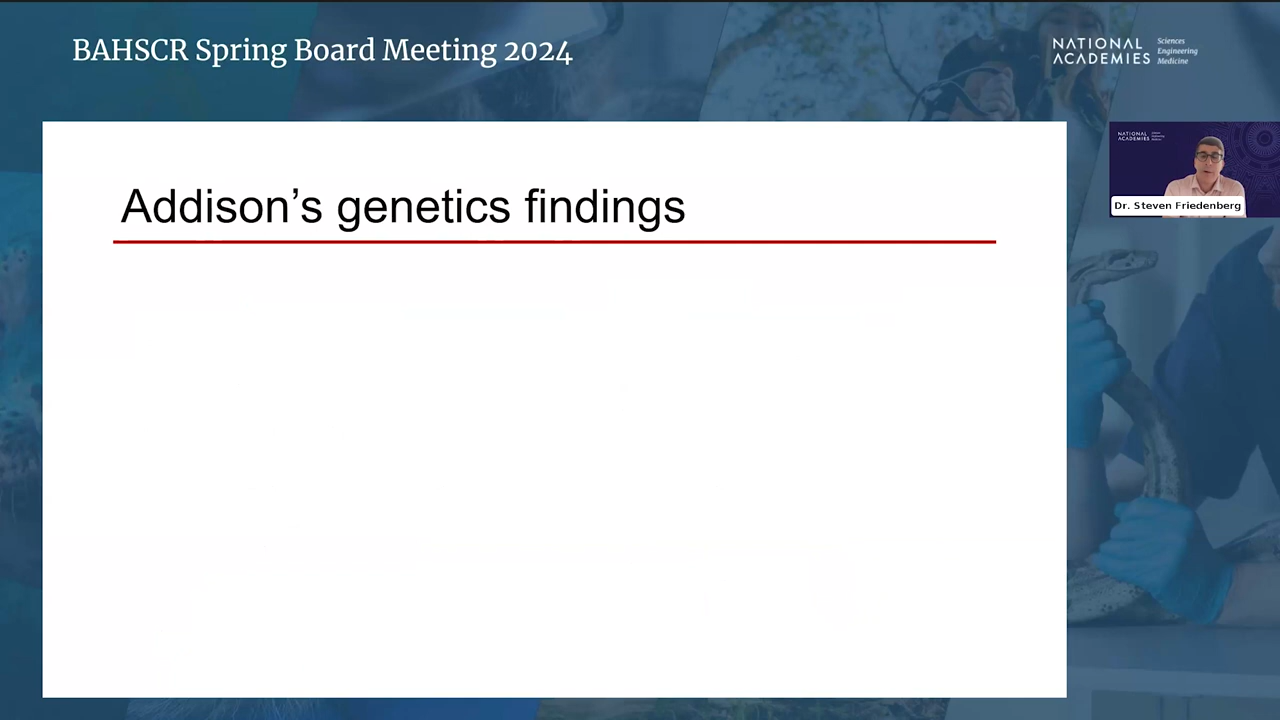 BAHSCR Spring Board Meeting 2024
NATIONAL
ACADEMIES
Sciences
Engineering
Medicine
Addison’s genetics findings
NATIONAL
ACADEMIES
Dr. Steven Friedenberg